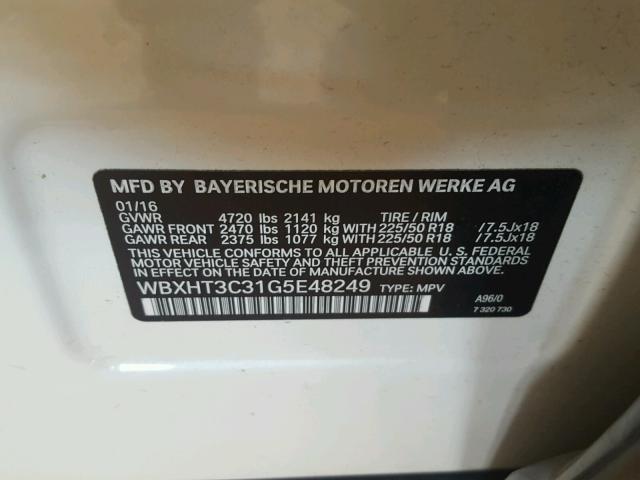 MFD BY BAYERISCHE MOTOREN WERKE AG
01/16
GVWR 4720 lbs 2141 kg TIRE / RIM
GAWR FRONT 2470 lbs 1120 kg WITH 225/50 R18 /7.5Jx18
GAWR REAR 2375 lbs 1077 kg WITH 225/50 R18 /7.5Jx18
THIS VEHICLE CONFORMS TO ALL APPLICABLE U. S. FEDERAL
MOTOR VEHICLE SAFETY AND THEFT PREVENTION STANDARDS
IN EFFECT ON THE DATE OF MANUFACTURE SHOWN ABOVE.
WBXHT3C31G5E48249 TYPE: MPV
A96/0
7 320 730